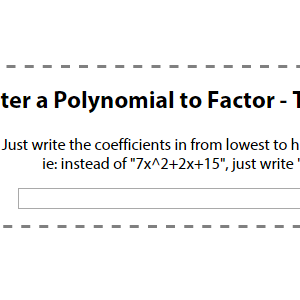 ter a Polynomial to Factor - T
Just write the coefficients in from lowest to h
ie: instead of "7x^2+2x+15", just write "